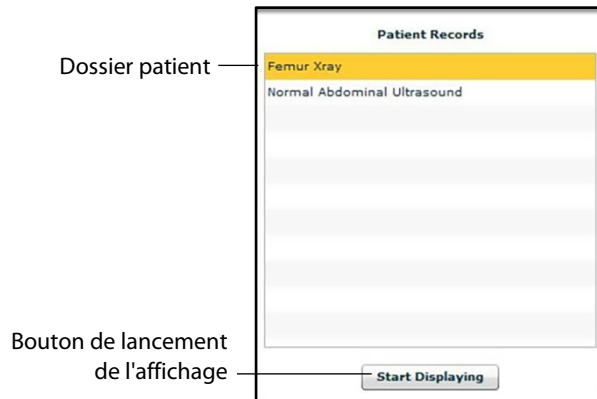 Patient Records
Dossier patient
Femur Xray
Normal Abdominal Ultrasound
Bouton de lancement
de l'affichage
Start Displaying